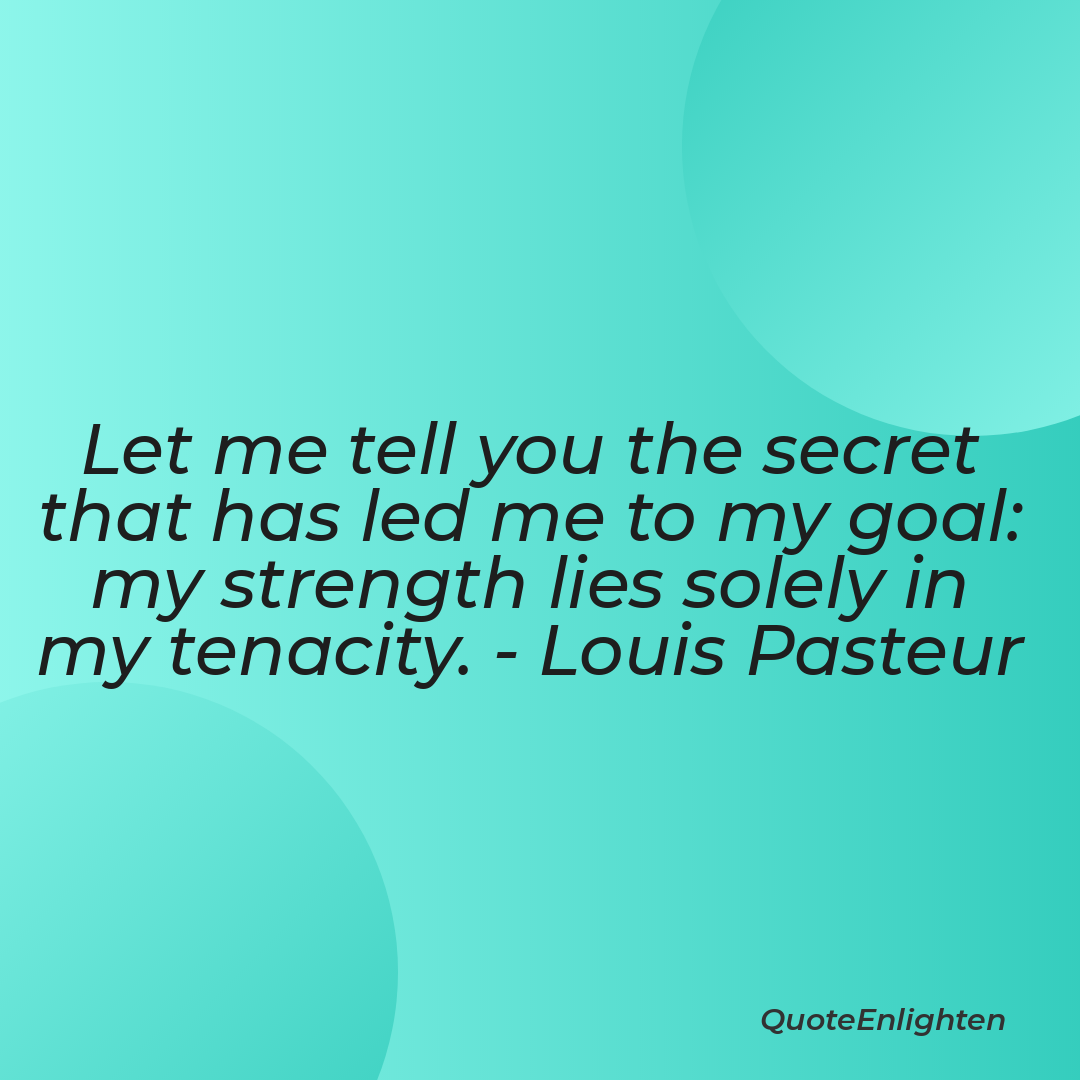 Let me tell you the secret
that has led me to my goal:
my strength lies solely in
my tenacity. - Louis Pasteur
QuoteEnlighten